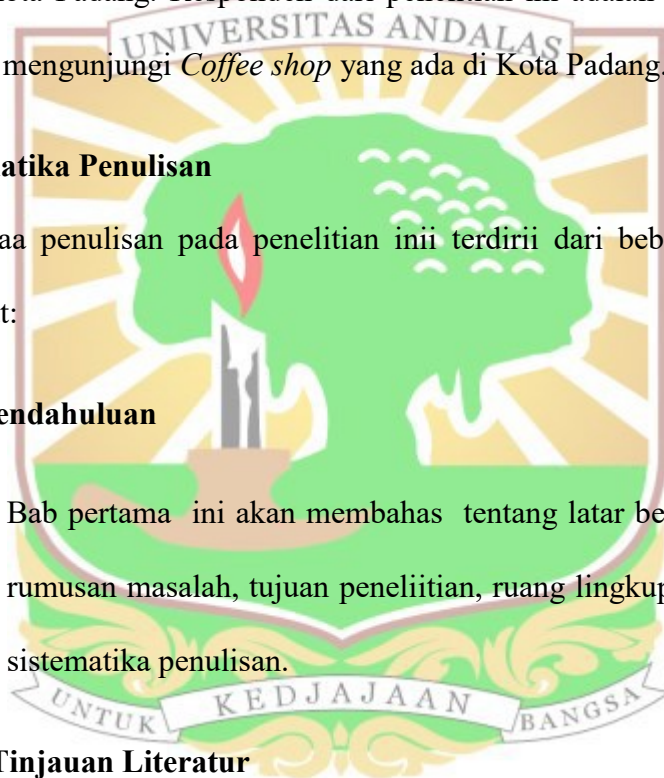 ota Padang. Responden dari penelitian ini adalah
UNIVERSITAS ANDALAS
mengunjungi Coffee shop yang ada di Kota Padang.
atika Penulisan
aa penulisan pada penelitian inii terdirii dari beb
t:
endahuluan
Bab pertama ini akan membahas tentang latar be
rumusan masalah, tujuan peneliitian, ruang lingkup
sistematika penulisan.
UNTUK KEDJAJAAN BANGSA
Tinjauan Literatur